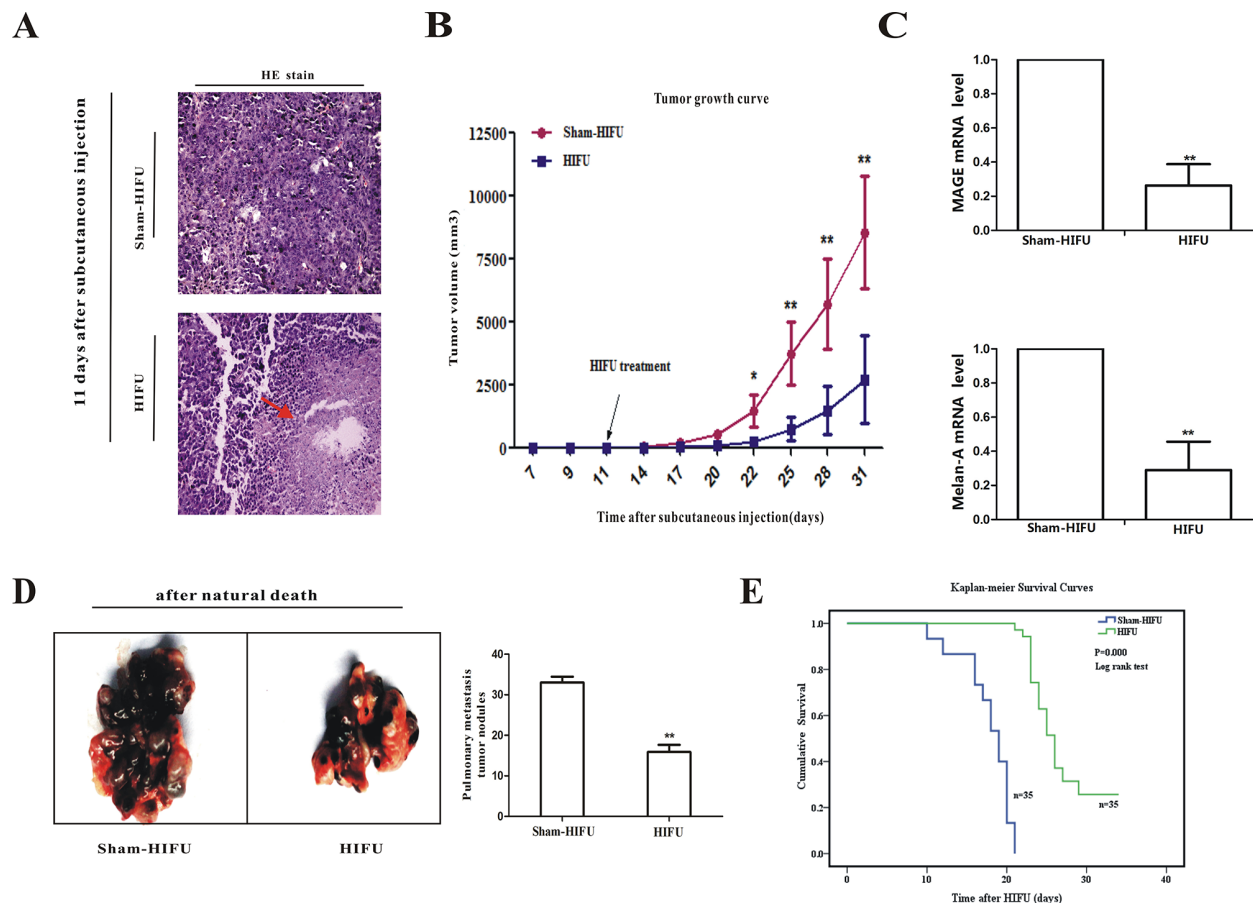 A
HE stain
11 days after subcutaneous injection
Sham-HIFU
HIFU
B
Tumor growth curve
Sham-HIFU
HIFU
12500
10000
7500
5000
2500
0
Tumor volume (mm3)
HIFU treatment
*
**
**
**
7
9
11
14
17
20
22
25
28
31
Time after subcutaneous injection(days)
C
MAGE mRNA level
1.0
0.8
0.6
0.4
0.2
0.0
**
Sham-HIFU
HIFU
Melan-A mRNA level
1.0
0.8
0.6
0.4
0.2
0.0
**
Sham-HIFU
HIFU
D
after natural death
Sham-HIFU
HIFU
Pulmonary metastasis
tumor nodules
40
30
20
10
0
**
Sham-HIFU
HIFU
E
Kaplan-meier Survival Curves
Sham-HIFU
HIFU
P=0.000
Log rank test
Cumulative Survival
1.0
0.8
0.6
0.4
0.2
0.0
n=35
n=35
0
10
20
30
40
Time after HIFU (days)